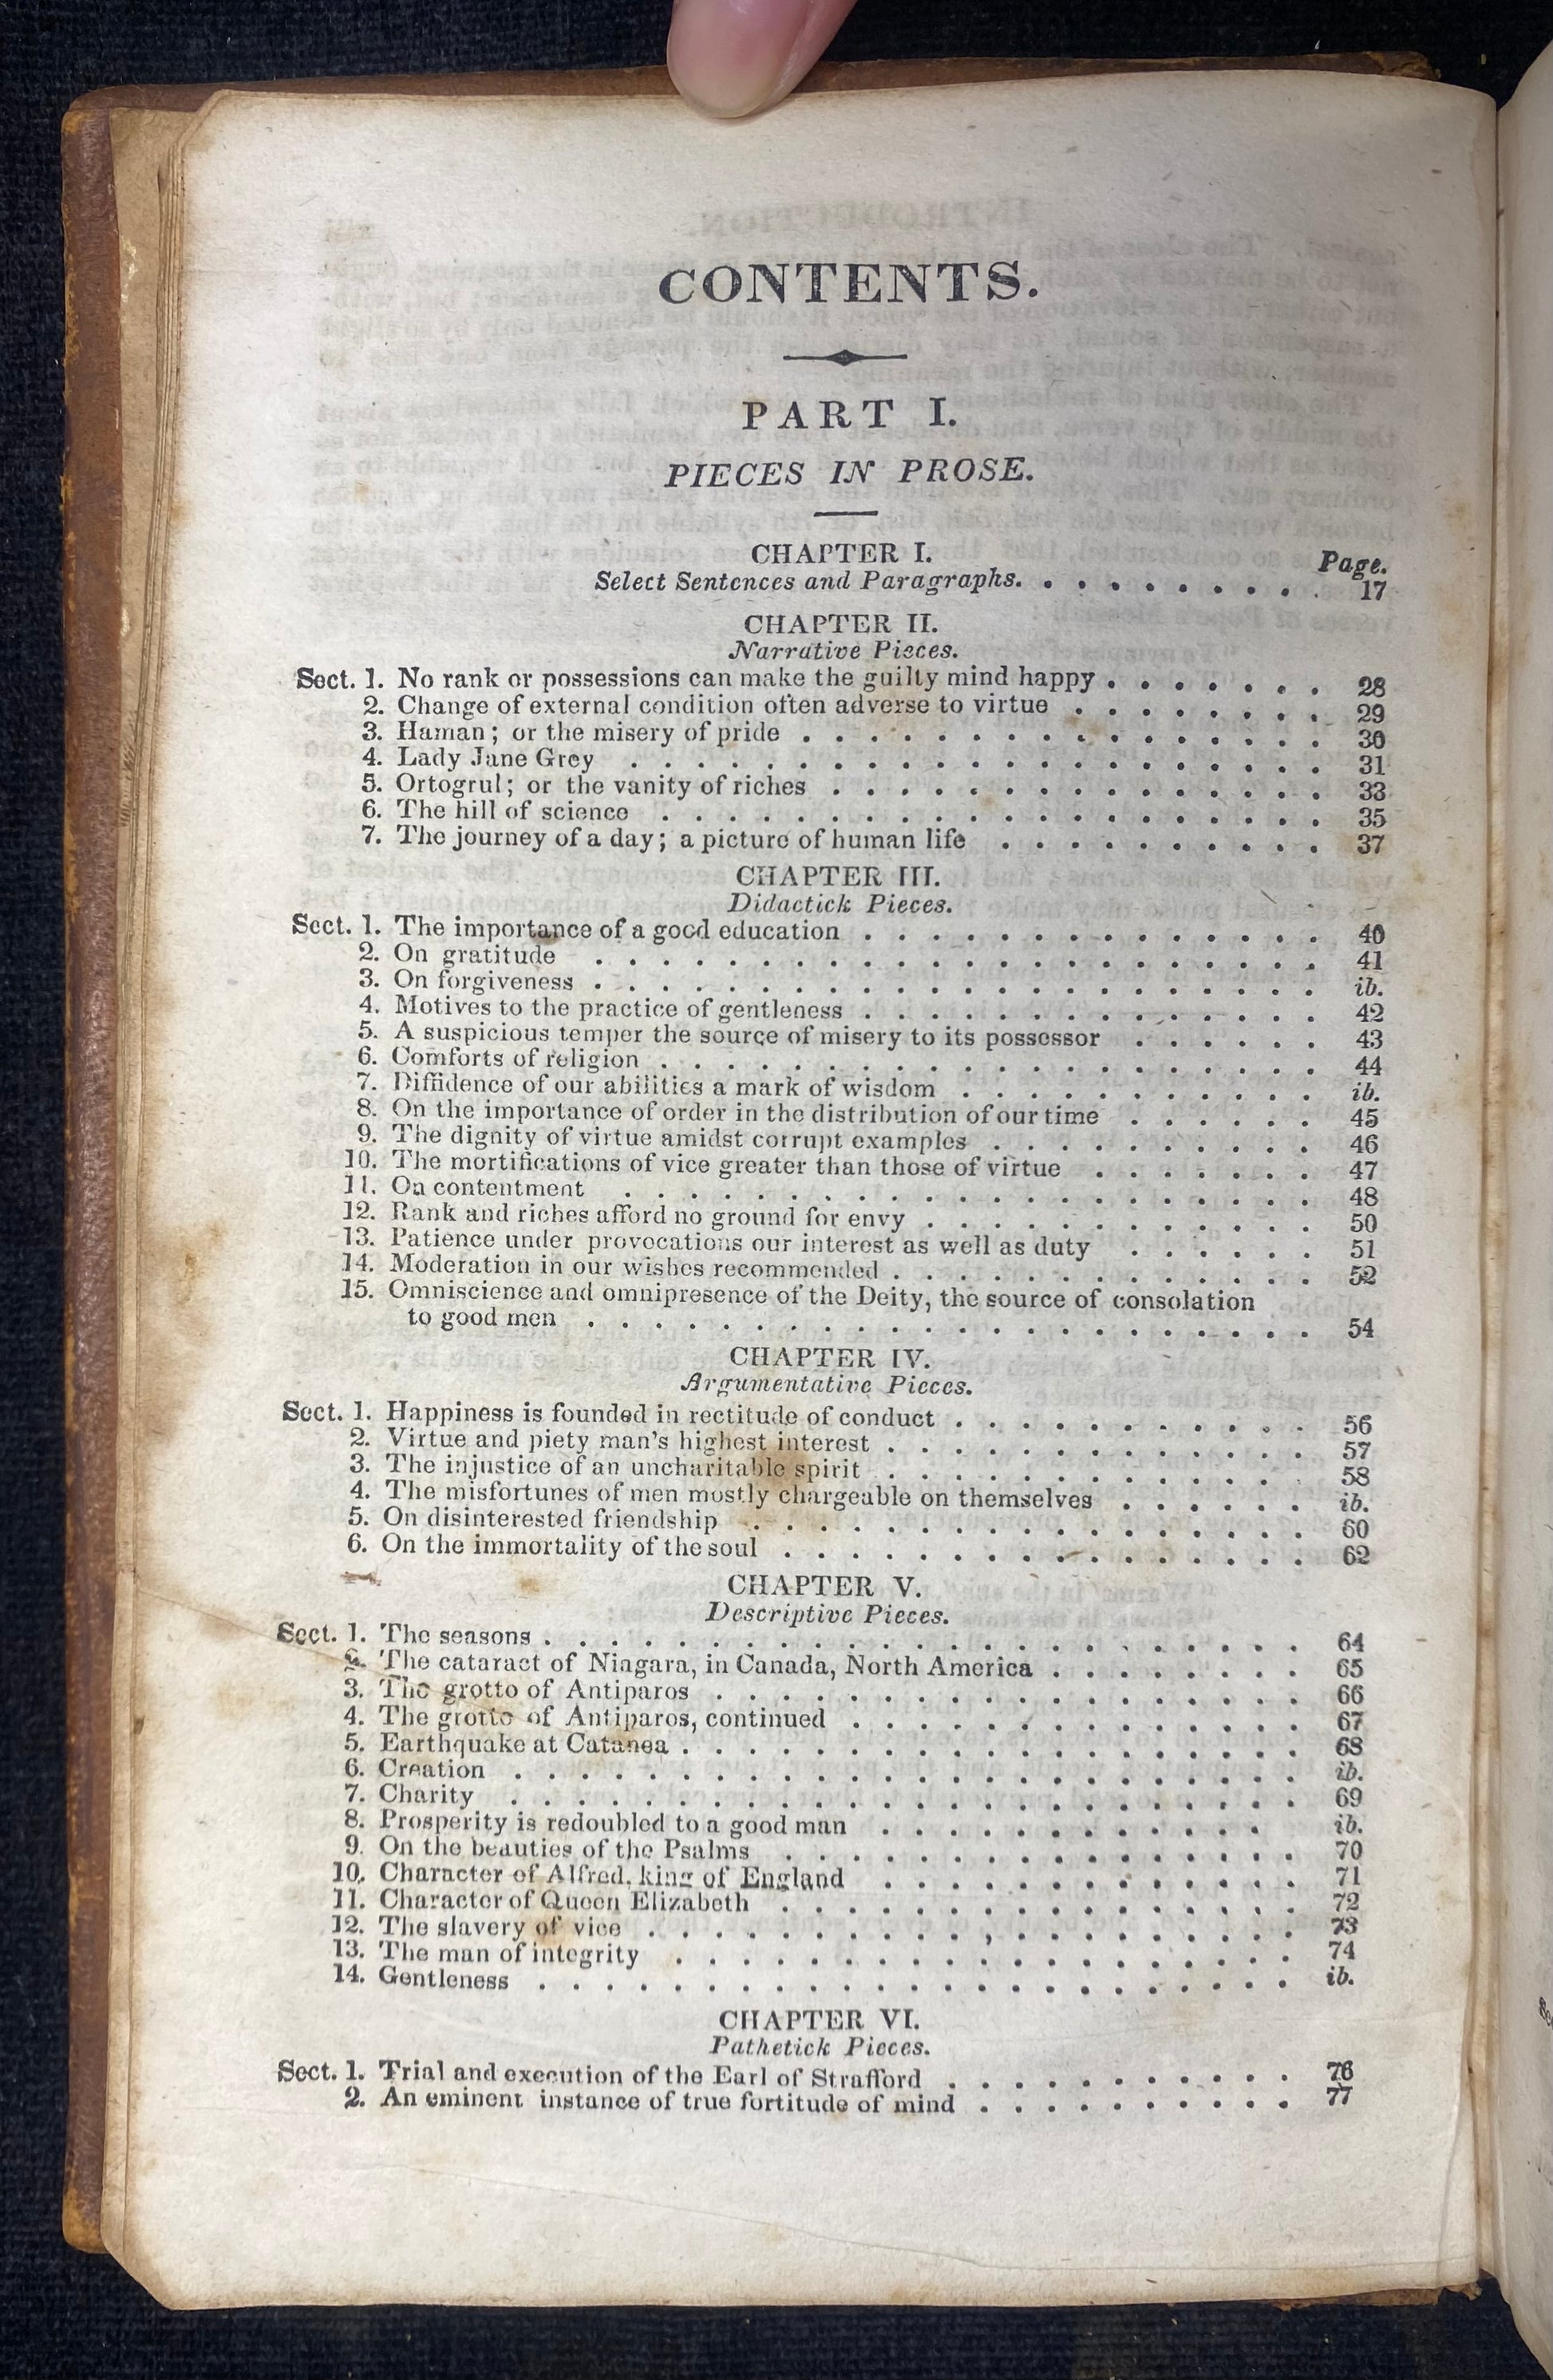 CONTENTS.
PART I.
PIECES IN PROSE.
CHAPTER I.
Page.
Select Sentences and Paragraphs. . . . . . . . . . 17
CHAPTER II.
Narrative Pieces.
Sect. 1. No rank or possessions can make the guilty mind happy . . . . . . . 28
2. Change of external condition often adverse to virtue . . . . . . . . 29
3. Haman; or the misery of pride . . . . . . . . . . . . . . . . 30
4. Lady Jane Grey . . . . . . . . . . . . . . . . . . . . . 31
5. Ortogrul; or the vanity of riches . . . . . . . . . . . . . . . 33
6. The hill of science . . . . . . . . . . . . . . . . . . . . 35
7. The journey of a day; a picture of human life . . . . . . . . . . 37
CHAPTER III.
Didactick Pieces.
Sect. 1. The importance of a good education . . . . . . . . . . . . . . 40
2. On gratitude . . . . . . . . . . . . . . . . . . . . . . 41
3. On forgiveness . . . . . . . . . . . . . . . . . . . . . . ib.
4. Motives to the practice of gentleness . . . . . . . . . . . . . . 42
5. A suspicious temper the source of misery to its possessor . . . . . . 43
6. Comforts of religion . . . . . . . . . . . . . . . . . . . . 44
7. Diffidence of our abilities a mark of wisdom . . . . . . . . . . . ib.
8. On the importance of order in the distribution of our time . . . . . . 45
9. The dignity of virtue amidst corrupt examples . . . . . . . . . . 46
10. The mortifications of vice greater than those of virtue . . . . . . . 47
11. On contentment . . . . . . . . . . . . . . . . . . . . . 48
12. Rank and riches afford no ground for envy . . . . . . . . . . . . 50
13. Patience under provocations our interest as well as duty . . . . . . 51
14. Moderation in our wishes recommended . . . . . . . . . . . . . 52
15. Omniscience and omnipresence of the Deity, the source of consolation
to good men . . . . . . . . . . . . . . . . . . . . . . 54
CHAPTER IV.
Argumentative Pieces.
Sect. 1. Happiness is founded in rectitude of conduct . . . . . . . . . . . 56
2. Virtue and piety man's highest interest . . . . . . . . . . . . . 57
3. The injustice of an uncharitable spirit . . . . . . . . . . . . . 58
4. The misfortunes of men mostly chargeable on themselves . . . . . . ib.
5. On disinterested friendship . . . . . . . . . . . . . . . . . 60
6. On the immortality of the soul . . . . . . . . . . . . . . . . 62
CHAPTER V.
Descriptive Pieces.
Sect. 1. The seasons . . . . . . . . . . . . . . . . . . . . . . . 64
2. The cataract of Niagara, in Canada, North America . . . . . . . . 65
3. The grotto of Antiparos . . . . . . . . . . . . . . . . . . 66
4. The grotto of Antiparos, continued . . . . . . . . . . . . . . 67
5. Earthquake at Catanea . . . . . . . . . . . . . . . . . . . 68
6. Creation . . . . . . . . . . . . . . . . . . . . . . . . ib.
7. Charity . . . . . . . . . . . . . . . . . . . . . . . . 69
8. Prosperity is redoubled to a good man . . . . . . . . . . . . ib.
9. On the beauties of the Psalms . . . . . . . . . . . . . . . . 70
10. Character of Alfred, king of England . . . . . . . . . . . . . 71
11. Character of Queen Elizabeth . . . . . . . . . . . . . . . . 72
12. The slavery of vice . . . . . . . . . . . . . . . . . . . . 73
13. The man of integrity . . . . . . . . . . . . . . . . . . . 74
14. Gentleness . . . . . . . . . . . . . . . . . . . . . . . ib.
CHAPTER VI.
Pathetick Pieces.
Sect. 1. Trial and execution of the Earl of Strafford . . . . . . . . . . . 76
2. An eminent instance of true fortitude of mind . . . . . . . . . . 77